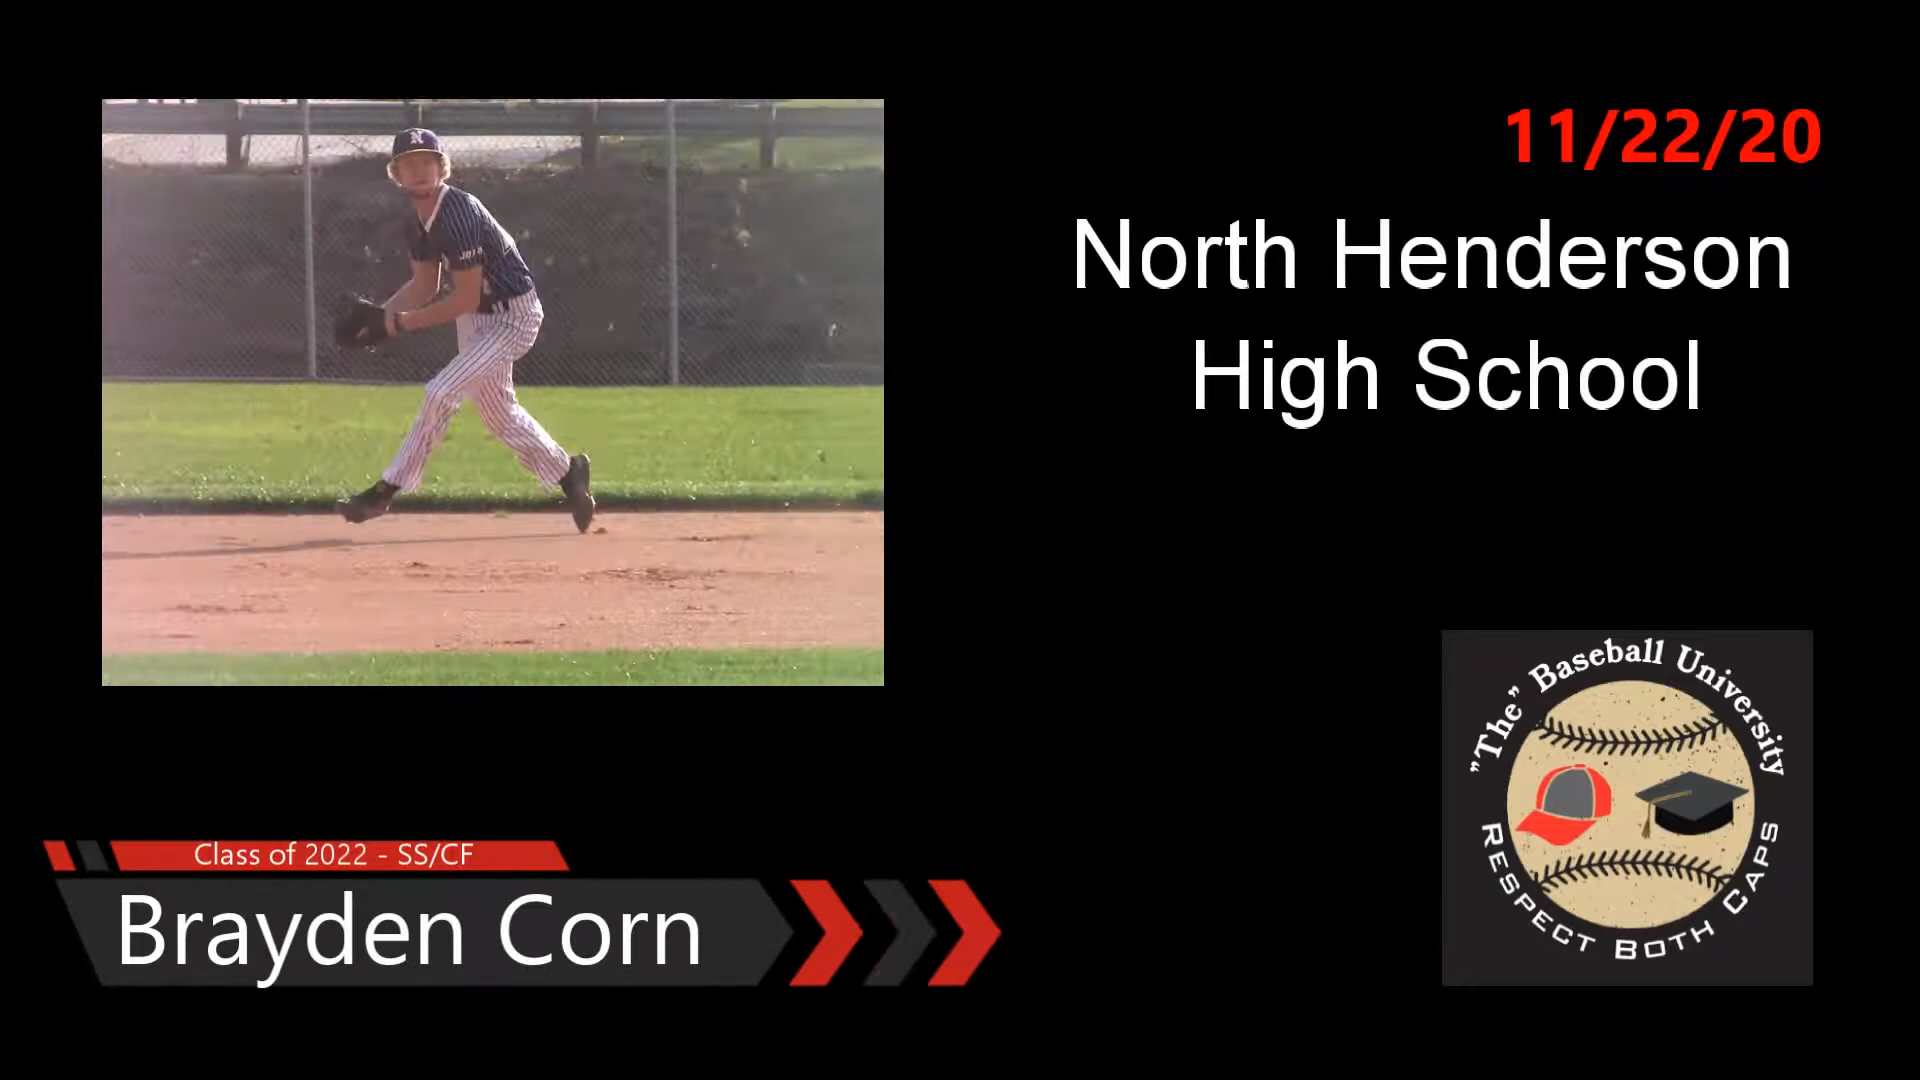 N
11/22/20
North Henderson
High School
"The" Baseball University
RESPECT BOTH CAPS
Class of 2022 - SS/CF
Brayden Corn